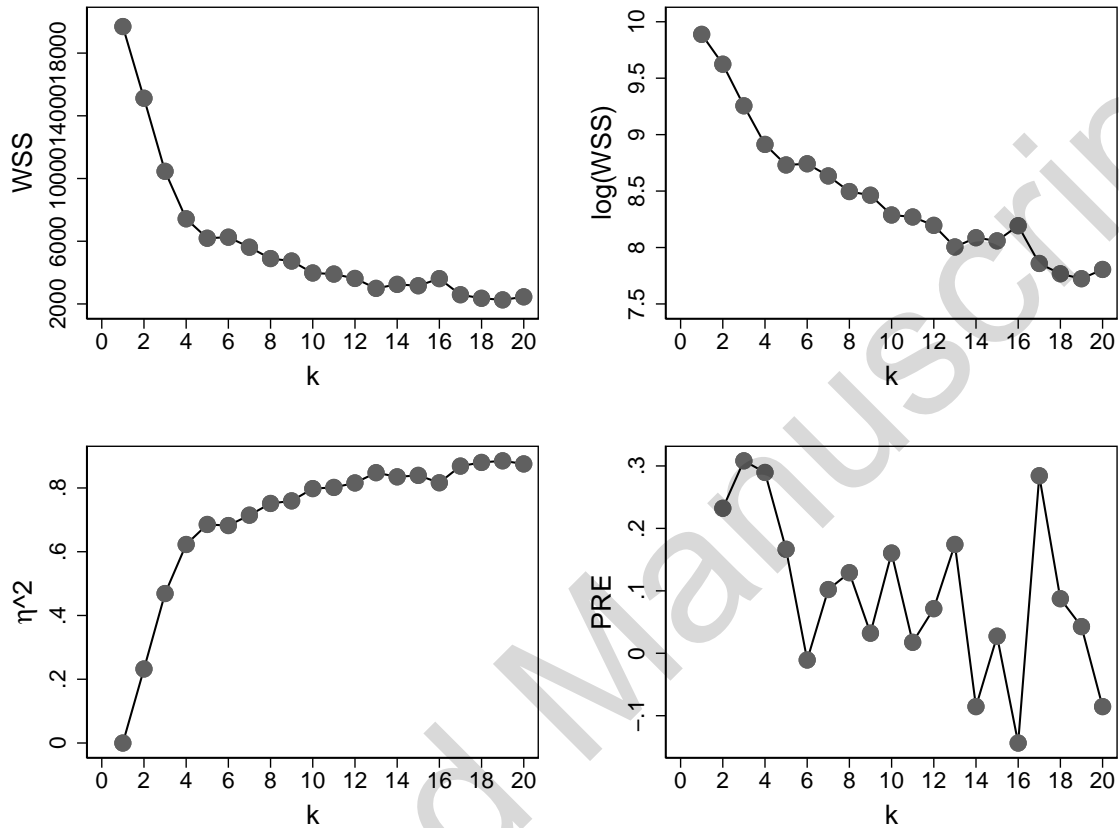 WSS
2000 6000 10000 14000 18000
0 2 4 6 8 10 12 14 16 18 20
k
log(WSS)
7.5 8 8.5 9 9.5 10
0 2 4 6 8 10 12 14 16 18 20
k
η^2
0 .2 .4 .6 .8
0 2 4 6 8 10 12 14 16 18 20
k
PRE
−.1 0 .1 .2 .3
0 2 4 6 8 10 12 14 16 18 20
k
d Manuscrip